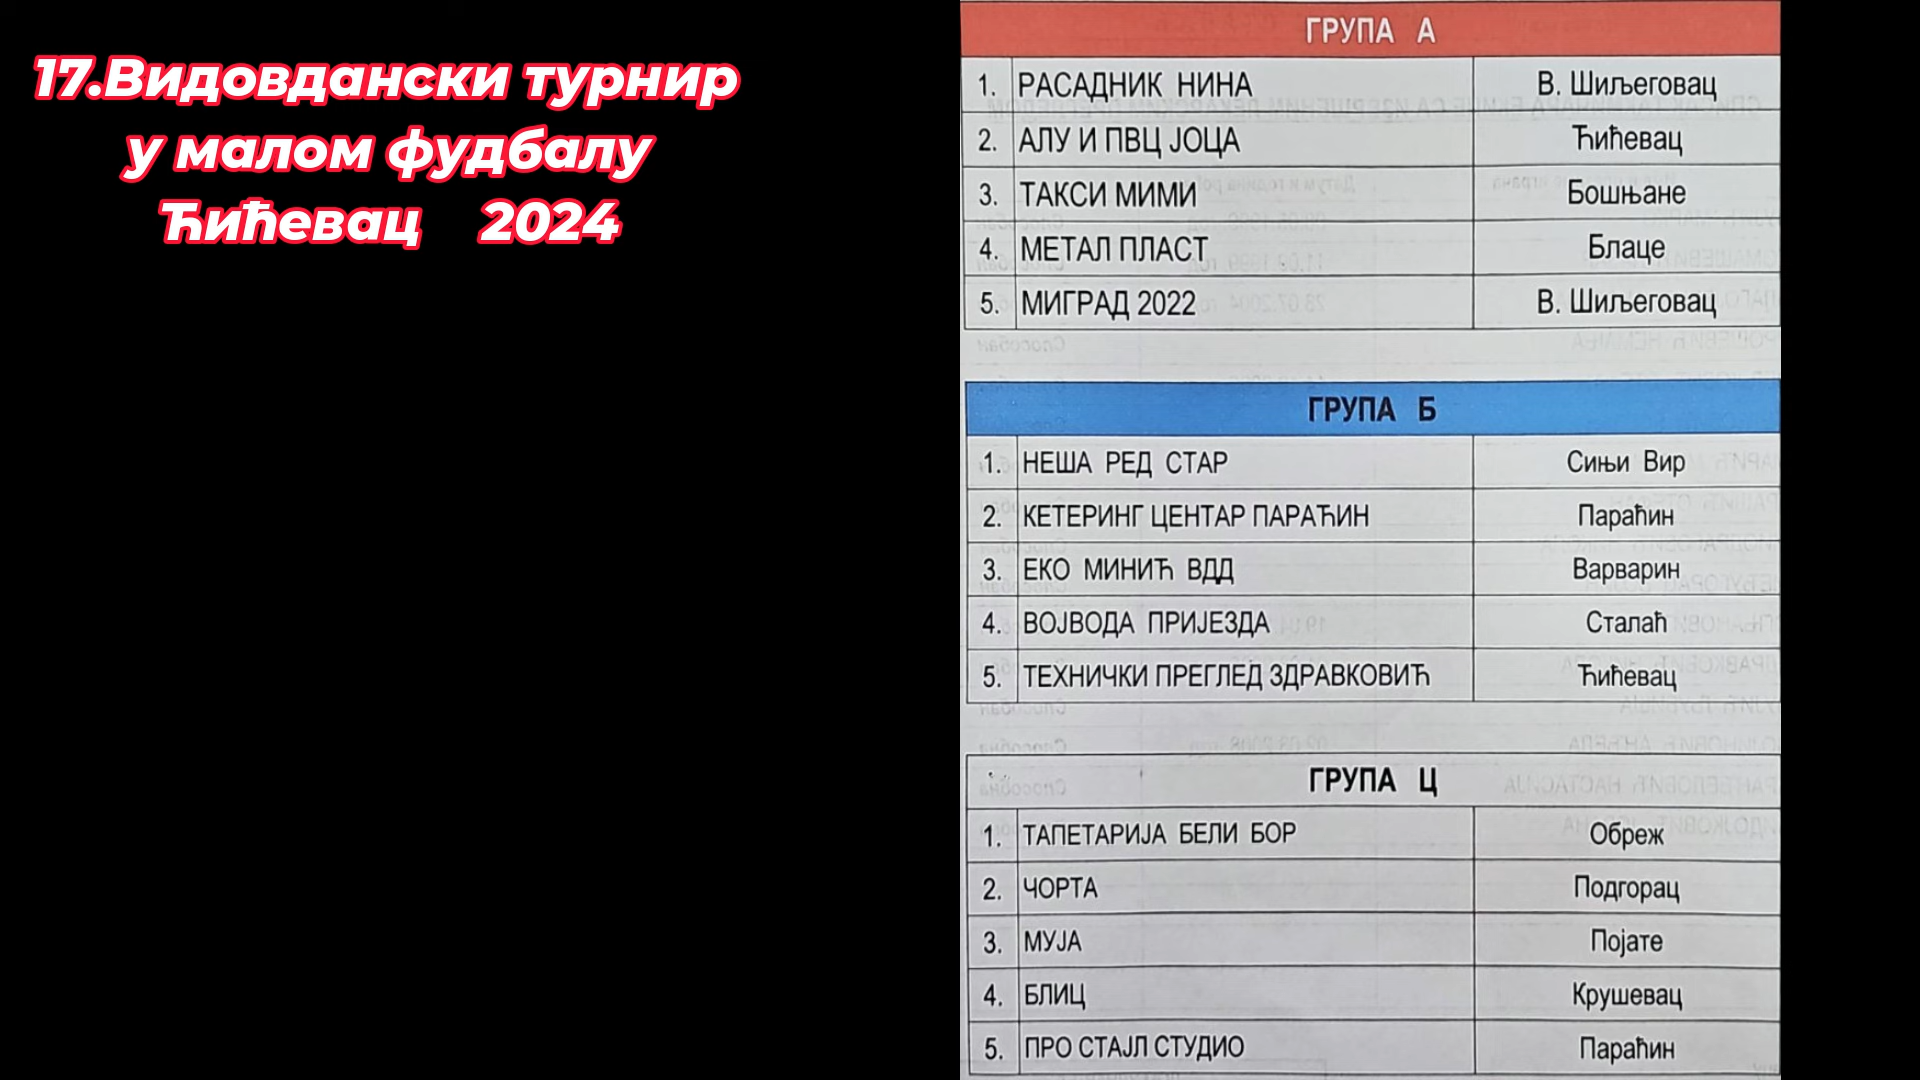 17.Видовдански турнир
у малом фудбалу
Ћићевац 2024
ГРУПА А
1. РАСАДНИК НИНА В. Шиљеговац
2. АЛУ И ПВЦ ЈОЦА Ћићевац
3. ТАКСИ МИМИ Бошњане
4. МЕТАЛ ПЛАСТ Блаце
5. МИГРАД 2022 В. Шиљеговац
ГРУПА Б
1. НЕША РЕД СТАР Сињи Вир
2. КЕТЕРИНГ ЦЕНТАР ПАРАЋИН Параћин
3. ЕКО МИНИЋ ВДД Варварин
4. ВОЈВОДА ПРИЈЕЗДА Сталаћ
5. ТЕХНИЧКИ ПРЕГЛЕД ЗДРАВКОВИЋ Ћићевац
ГРУПА Ц
1. ТАПЕТАРИЈА БЕЛИ БОР Обреж
2. ЧОРТА Подгорац
3. МУЈА Појате
4. БЛИЦ Крушевац
5. ПРО СТАЈЛ СТУДИО Параћин